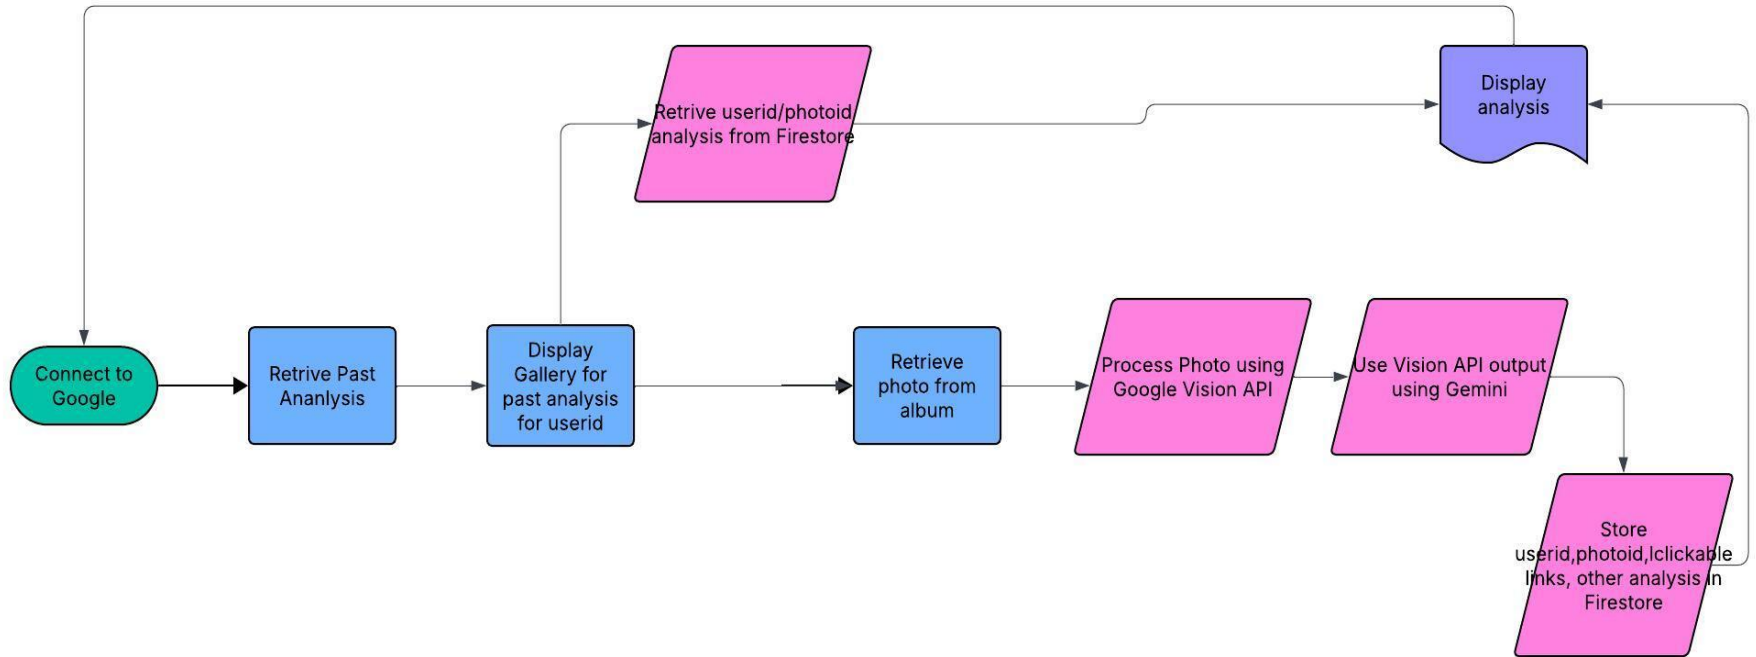 Retrive userid/photoid
analysis from Firestore
Display
analysis
Connect to
Google
Retrive Past
Ananlysis
Display
Gallery for
past analysis
for userid
Retrieve
photo from
album
Process Photo using
Google Vision API
Use Vision API output
using Gemini
Store
userid,photoid,lclickable
links, other analysis in
Firestore